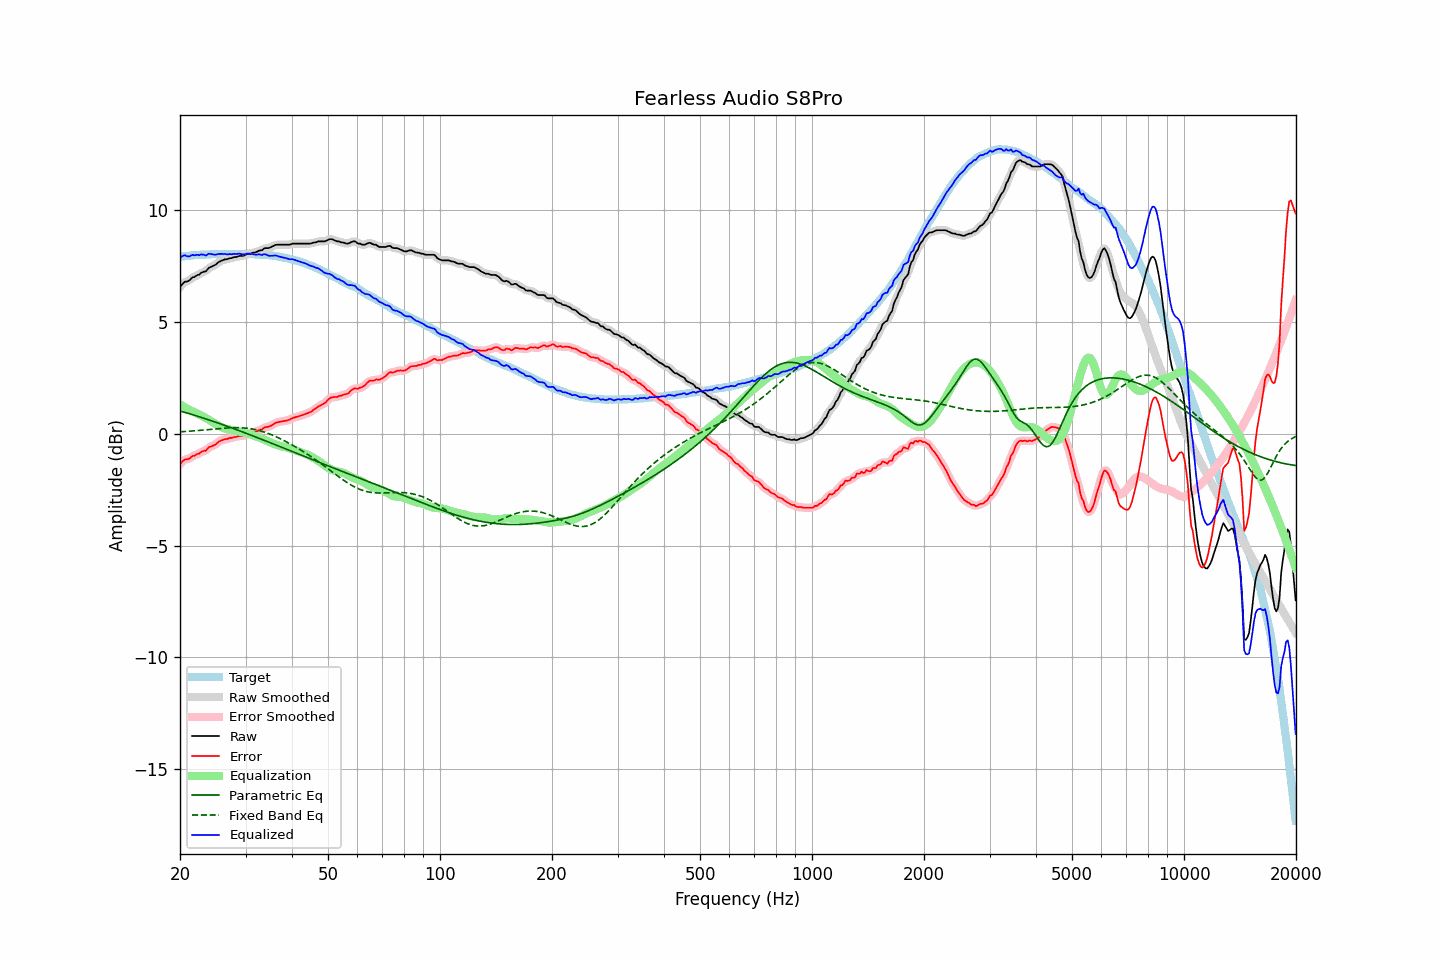 Fearless Audio S8Pro
Amplitude (dBr)
10
5
0
−5
−10
−15
Target
Raw Smoothed
Error Smoothed
Raw
Error
Equalization
Parametric Eq
Fixed Band Eq
Equalized
20 50 100 200 500 1000 2000 5000 10000 20000
Frequency (Hz)